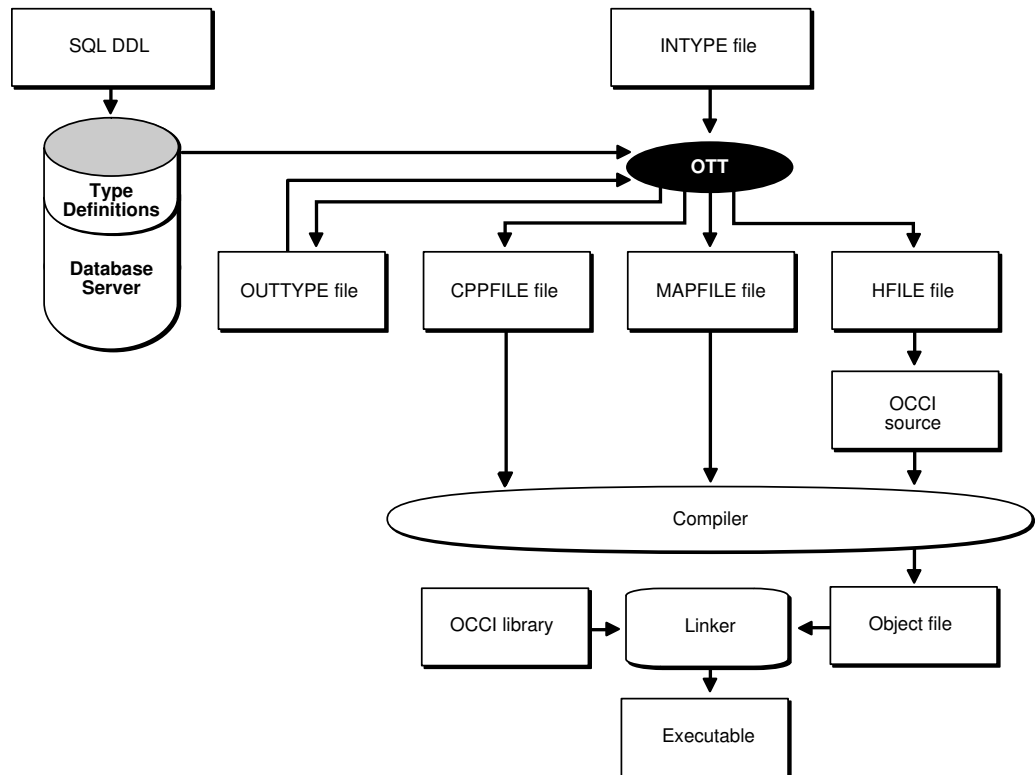 SQL DDL
INTYPE file
OTT
Type
Definitions
Database
Server
OUTTYPE file
CPPFILE file
MAPFILE file
HFILE file
OCCI
source
Compiler
OCCI library
Linker
Object file
Executable